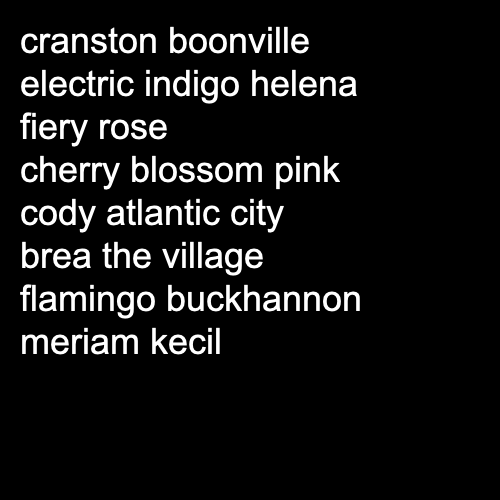 cranston boonville
electric indigo helena
fiery rose
cherry blossom pink
cody atlantic city
brea the village
flamingo buckhannon
meriam kecil